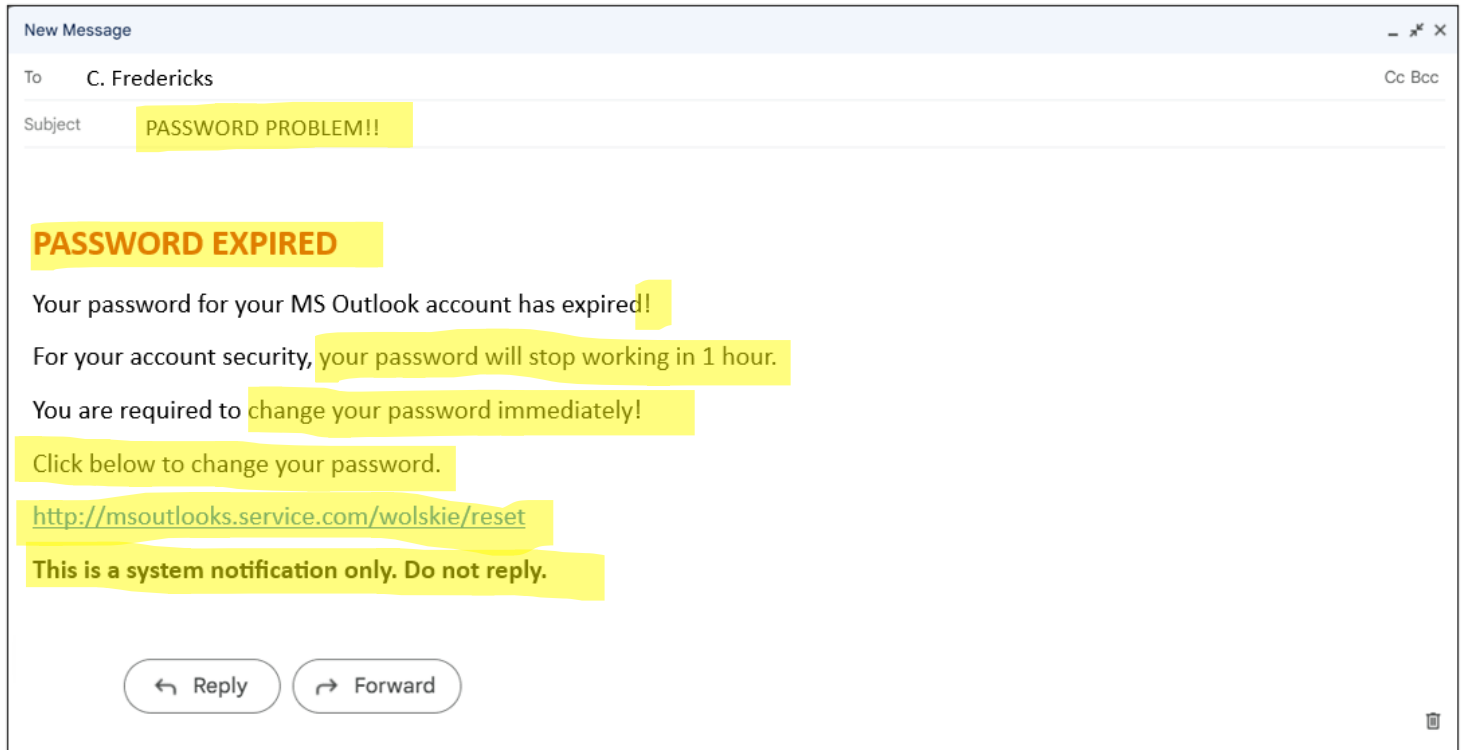 New Message
To C. Fredericks Cc Bcc
Subject PASSWORD PROBLEM!!
PASSWORD EXPIRED
Your password for your MS Outlook account has expired!
For your account security, your password will stop working in 1 hour.
You are required to change your password immediately!
Click below to change your password.
http://msoutlooks.service.com/wolskie/reset
This is a system notification only. Do not reply.
Reply Forward